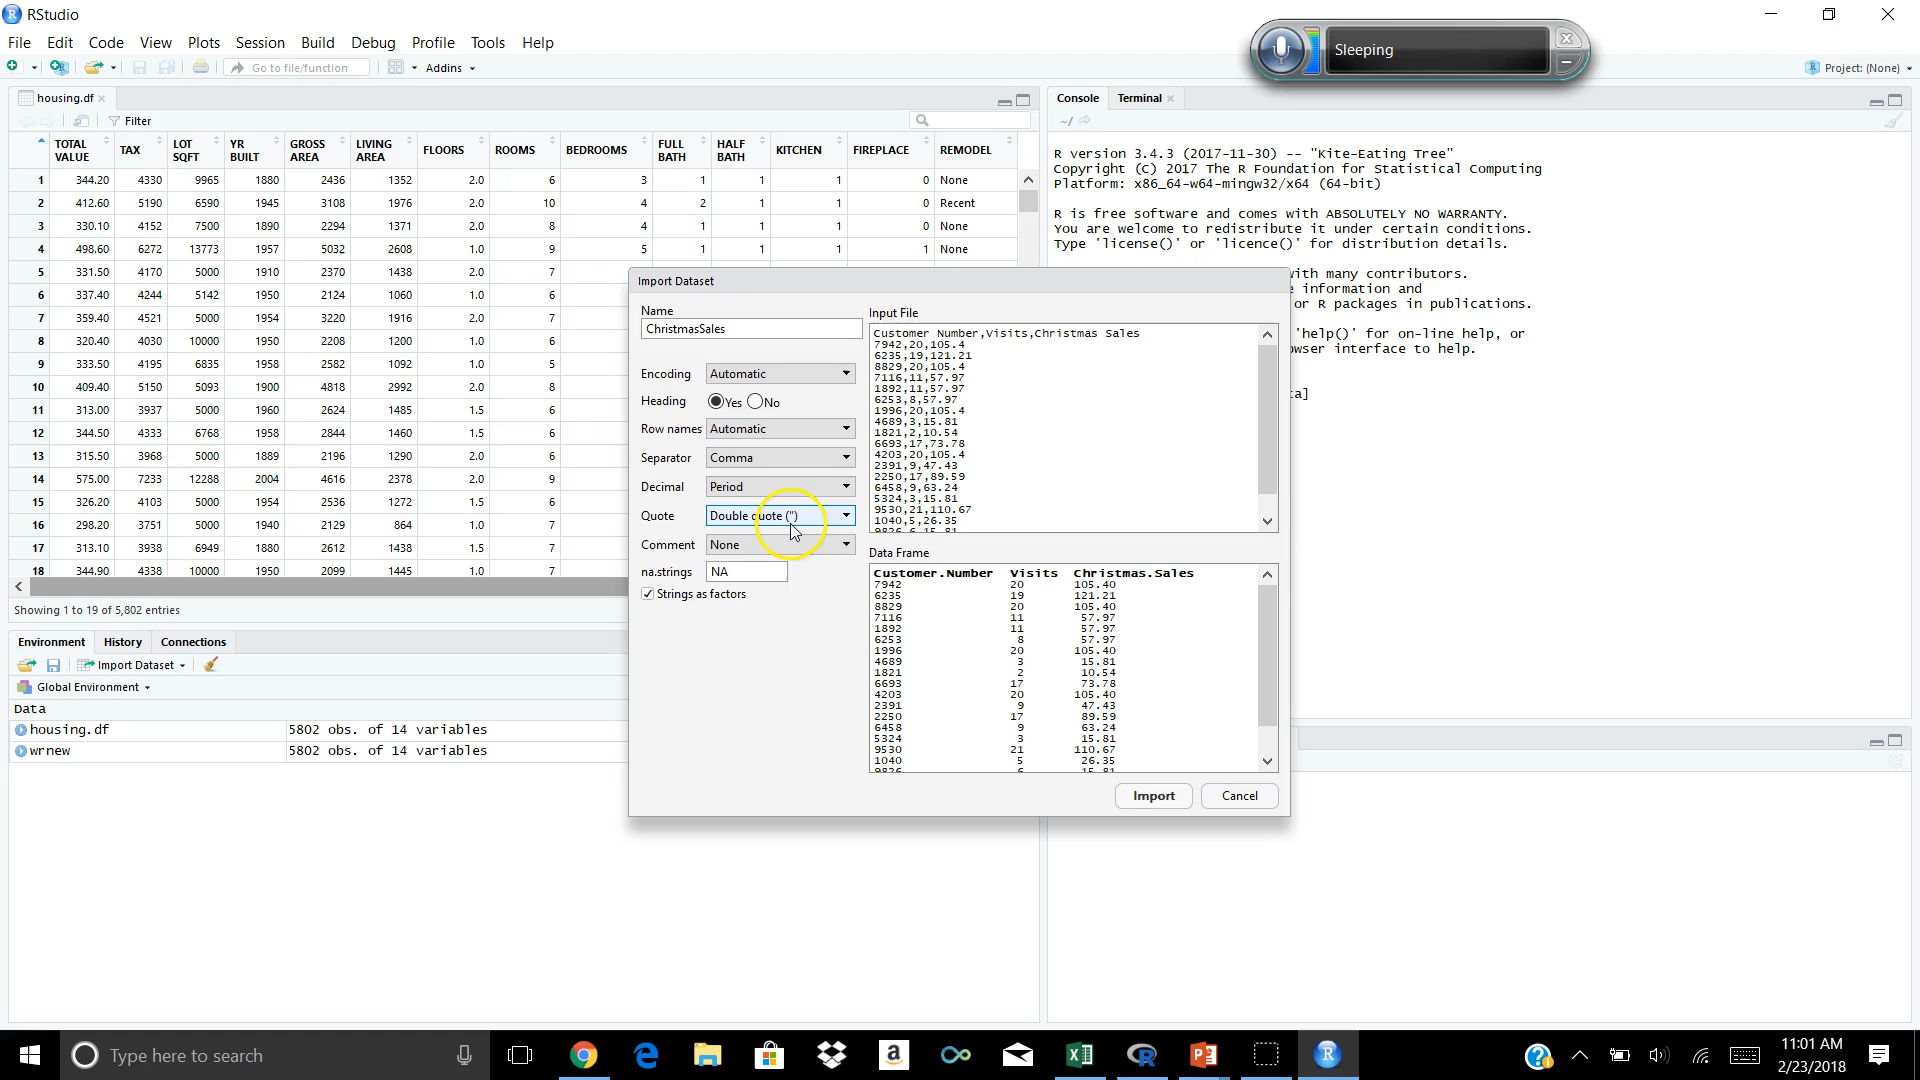 RStudio
File Edit Code View Plots Session Build Debug Profile Tools Help
Go to file/function Addins
Sleeping
Project: (None)
housing.df
Filter
TOTAL VALUE TAX LOT SQFT YR BUILT GROSS AREA LIVING AREA FLOORS ROOMS BEDROOMS FULL BATH HALF BATH KITCHEN FIREPLACE REMODEL
1 344.20 4330 9965 1880 2436 1352 2.0 6 3 1 1 1 0 None
2 412.60 5190 6590 1945 3108 1976 2.0 10 4 2 1 1 0 Recent
3 330.10 4152 7500 1890 2294 1371 2.0 8 4 1 1 1 0 None
4 498.60 6272 13773 1957 5032 2608 1.0 9 5 1 1 1 1 None
5 331.50 4170 5000 1910 2370 1438 2.0 7
6 337.40 4244 5142 1950 2124 1060 1.0 6
7 359.40 4521 5000 1954 3220 1916 2.0 7
8 320.40 4030 10000 1950 2208 1200 1.0 6
9 333.50 4195 6835 1958 2582 1092 1.0 5
10 409.40 5150 5093 1900 4818 2992 2.0 8
11 313.00 3937 5000 1960 2624 1485 1.5 6
12 344.50 4333 6768 1958 2844 1460 1.5 6
13 315.50 3968 5000 1889 2196 1290 2.0 6
14 575.00 7233 12288 2004 4616 2378 2.0 9
15 326.20 4103 5000 1954 2536 1272 1.5 6
16 298.20 3751 5000 1940 2129 864 1.0 7
17 313.10 3938 6949 1880 2612 1438 1.5 7
18 344.90 4338 10000 1950 2099 1445 1.0 7
Showing 1 to 19 of 5,802 entries
Environment History Connections
Import Dataset
Global Environment
Data
housing.df 5802 obs. of 14 variables
wrnew 5802 obs. of 14 variables
Console Terminal
~/
R version 3.4.3 (2017-11-30) -- "Kite-Eating Tree"
Copyright (C) 2017 The R Foundation for Statistical Computing
Platform: x86_64-w64-mingw32/x64 (64-bit)
R is free software and comes with ABSOLUTELY NO WARRANTY.
You are welcome to redistribute it under certain conditions.
Type 'license()' or 'licence()' for distribution details.
with many contributors.
information and
or R packages in publications.
'help()' for on-line help, or
wser interface to help.
a]
Import Dataset
Name
ChristmasSales
Encoding Automatic
Heading Yes No
Row names Automatic
Separator Comma
Decimal Period
Quote Double quote (")
Comment None
na.strings NA
Strings as factors
Input File
Customer Number,Visits,Christmas Sales
7942,20,105.4
6235,19,121.21
8829,20,105.4
7116,11,57.97
1892,11,57.97
6253,8,57.97
1996,20,105.4
4689,3,15.81
1821,2,10.54
6693,17,73.78
4203,20,105.4
2391,9,47.43
2250,17,89.59
6458,9,63.24
5324,3,15.81
9530,21,110.67
1040,5,26.35
9826,6,15.81
Data Frame
Customer.Number Visits Christmas.Sales
7942 20 105.40
6235 19 121.21
8829 20 105.40
7116 11 57.97
1892 11 57.97
6253 8 57.97
1996 20 105.40
4689 3 15.81
1821 2 10.54
6693 17 73.78
4203 20 105.40
2391 9 47.43
2250 17 89.59
6458 9 63.24
5324 3 15.81
9530 21 110.67
1040 5 26.35
9826 6 15.81
Import Cancel
Type here to search
11:01 AM
2/23/2018